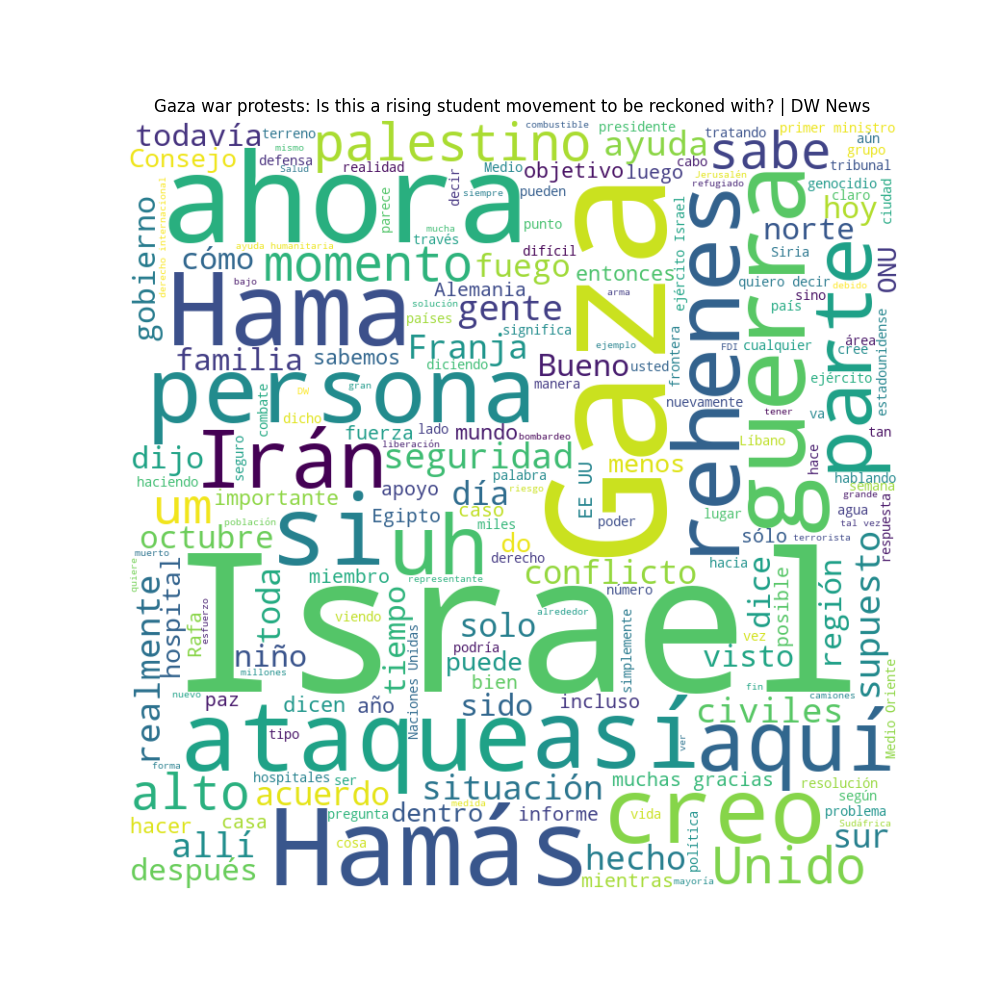 Gaza war protests: Is this a rising student movement to be reckoned with? | DW News
todavía
terreno
combustible
palestino
presidente
ayuda
tratando
primer ministro
aún
Consejo
defensa
mismo
Salud
realidad
Medio
objetivo
luego
cabo
sabe
grupo
tribunal
ahora
decir
siempre
pueden
Jerusalén
refugiado
genocidio
claro
ciudad
derecho internacional
parece
mucha
través
punto
Gaza
rehenes
guerra
hoy
gobierno
cómo
ayuda humanitaria
momento
fuego
difícil
entonces
ejército Israel
norte
Siria
parte
ONU
Hama
bajo
Alemania
solución
países
gente
significa
arma
quiero decir
sino
debido
país
familia
sabemos
Franja
diciendo
ejemplo
Bueno
usted
frontera
FDI
cualquier
área
cree
estadounidense
persona
combate
gran
DW
dicho
manera
nuevamente
ejército
va
tener
tan
Irán
fuerza
lado
liberación
mundo
bombardeo
Líbano
hace
dijo
haciendo
seguro
seguridad
palabra
riesgo
menos
EE UU
hablando
semana
grande
um
importante
apoyo
día
caso
Egipto
miles
poder
lugar
agua
tal vez
respuesta
octubre
población
si
uh
do
derecho
sólo
terrorista
hacia
muerto
quiere
Israel
miembro
representante
conflicto
número
dice
posible
región
supuesto
realmente
hospital
Rafa
esfuerzo
toda
viendo
tiempo
solo
alrededor
simplemente
vez
niño
millones
podría
puede
bien
visto
nuevo
paz
dicen
año
Naciones Unidas
sido
incluso
fin
camiones
civiles
Medio Oriente
ataque
tipo
así
ver
aquí
forma
hospitales
ser
situación
muchas gracias
resolución
según
alto
acuerdo
pregunta
medida
dentro
informe
vida
creo
problema
Sudáfrica
hacer
casa
cosa
Hamás
allí
hecho
política
sur
después
mientras
mayoría
Unido